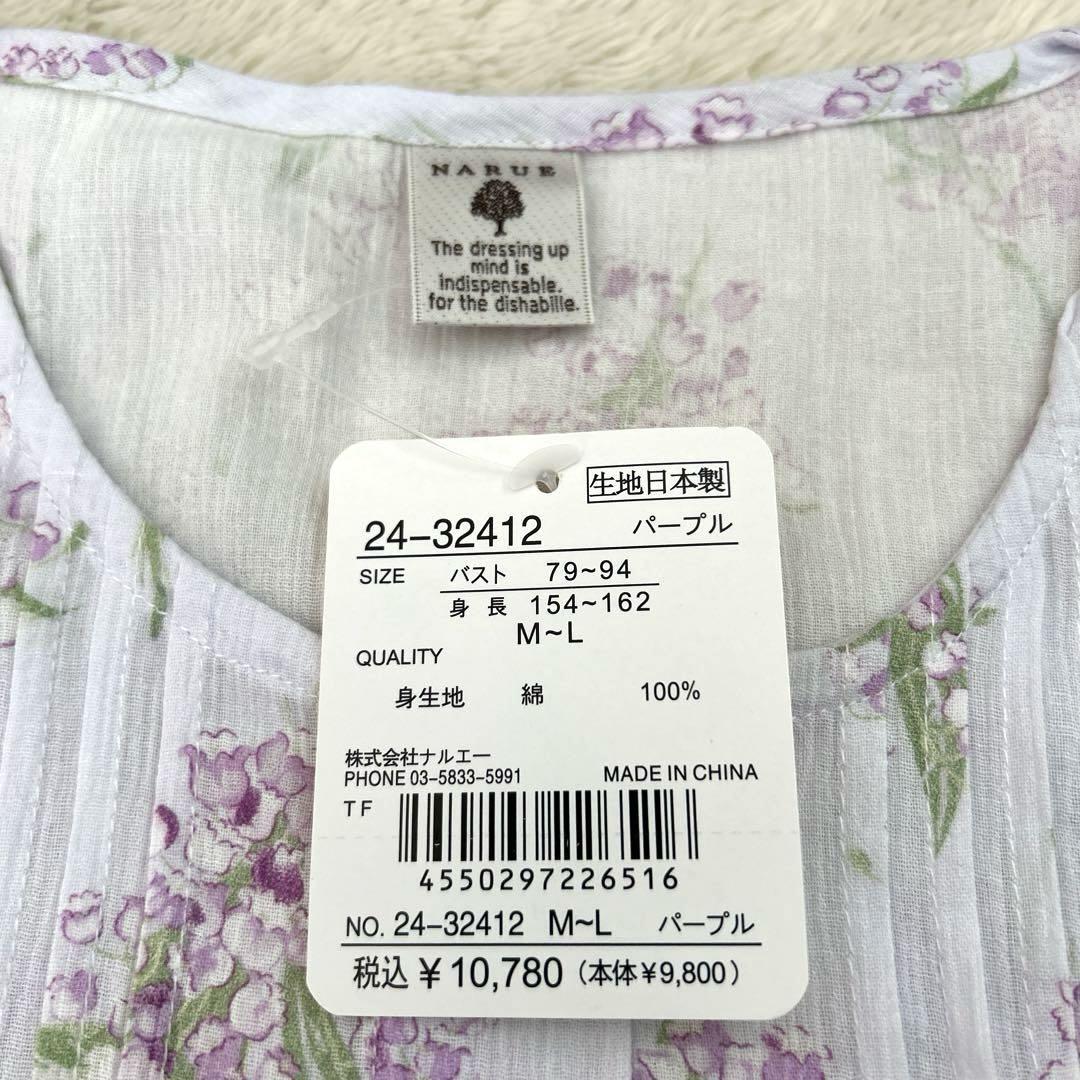 NARUE
The dressing up
mind is
indispensable.
for the dishabille.
生地日本製
24-32412 パープル
SIZE バスト 79~94
身長 154~162
M~L
QUALITY
身生地 綿 100%
株式会社ナルエー
PHONE 03-5833-5991 MADE IN CHINA
TF
4550297226516
NO. 24-32412 M~L パープル
税込¥10,780(本体¥9,800)